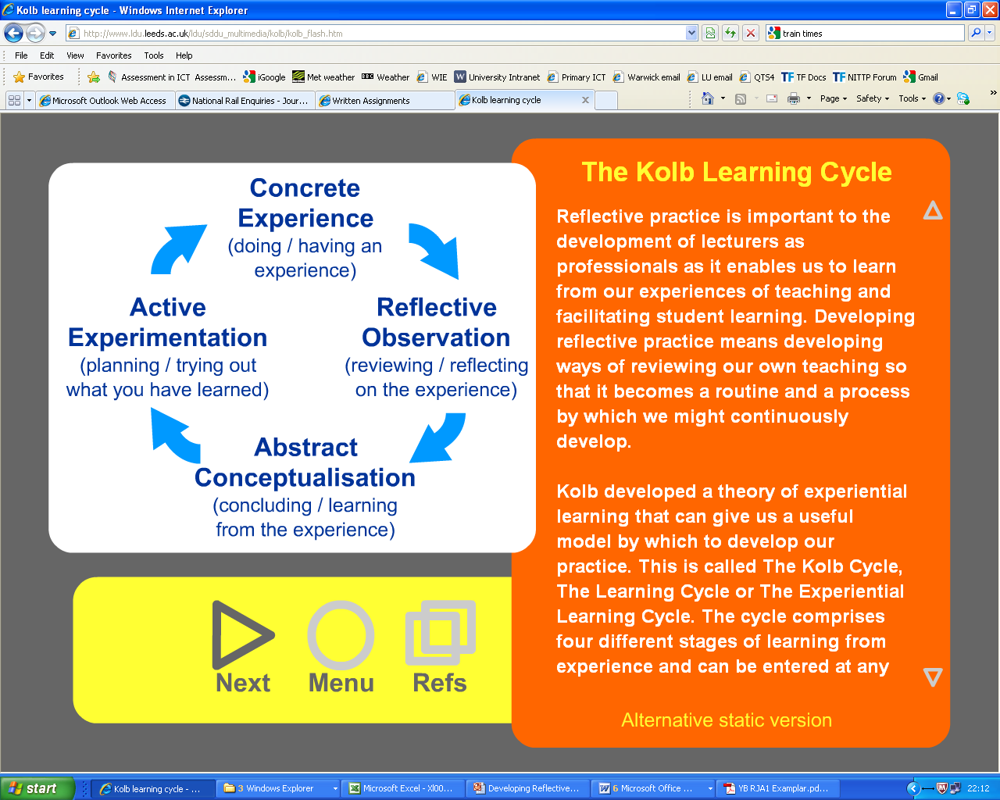 Kolb learning cycle - Windows Internet Explorer
http://www.ldu.leeds.ac.uk/ldu/sddu_multimedia/kolb/kolb_flash.htm
train times
File Edit View Favorites Tools Help
Favorites Assessment in ICT Assessm... iGoogle Met weather BBC Weather WIE University Intranet Primary ICT Warwick email LU email QTS4 TF TF Docs TF NITTP Forum Gmail
Microsoft Outlook Web Access National Rail Enquiries - Jour... Written Assignments Kolb learning cycle Page Safety Tools
The Kolb Learning Cycle
Concrete
Experience
(doing / having an
experience)
Active
Experimentation
(planning / trying out
what you have learned)
Reflective
Observation
(reviewing / reflecting
on the experience)
Abstract
Conceptualisation
(concluding / learning
from the experience)
Reflective practice is important to the
development of lecturers as
professionals as it enables us to learn
from our experiences of teaching and
facilitating student learning. Developing
reflective practice means developing
ways of reviewing our own teaching so
that it becomes a routine and a process
by which we might continuously
develop.
Kolb developed a theory of experiential
learning that can give us a useful
model by which to develop our
practice. This is called The Kolb Cycle,
The Learning Cycle or The Experiential
Learning Cycle. The cycle comprises
four different stages of learning from
experience and can be entered at any
Next Menu Refs
Alternative static version
start Kolb learning cycle - ... 3 Windows Explorer Microsoft Excel - Xl00... Developing Reflective... 6 Microsoft Office ... YB RJA1 Examplar.pd... 22:12